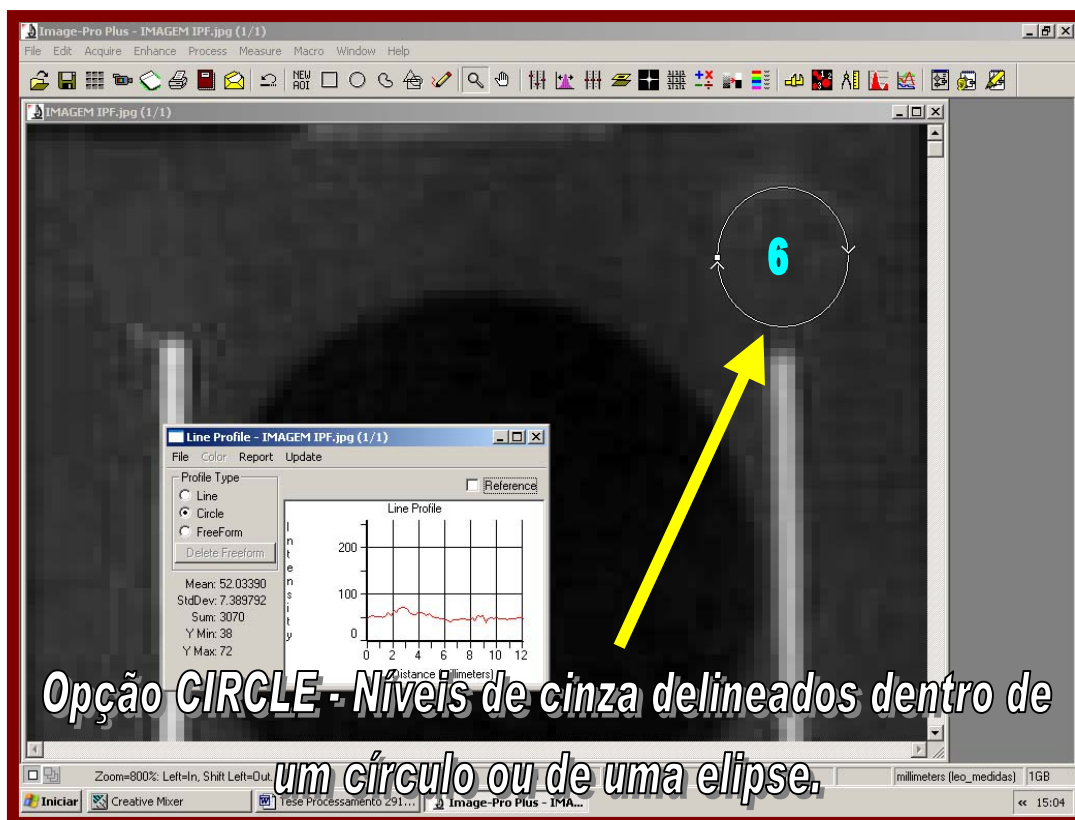 Image-Pro Plus - IMAGEM IPF.jpg (1/1)
File Edit Acquire Enhance Process Measure Macro Window Help
NEW AOI
IMAGEM IPF.jpg (1/1)
6
Line Profile - IMAGEM IPF.jpg (1/1)
File Color Report Update
Profile Type
Reference
Line
Circle
FreeForm
Delete Freeform
Mean: 52.03390
StdDev: 7.389792
Sum: 3070
Y Min: 38
Y Max: 72
Line Profile
Intensity
200
100
0
0 2 4 6 8 10 12
Distance (millimeters)
Opção CIRCLE - Níveis de cinza delineados dentro de
um círculo ou de uma elipse.
Zoom=800%: Left=In, Shift Left=Out.
millimeters (leo_medidas) 1GB
Iniciar Creative Mixer Tese Processamento 291... Image-Pro Plus - IMA... « 15:04